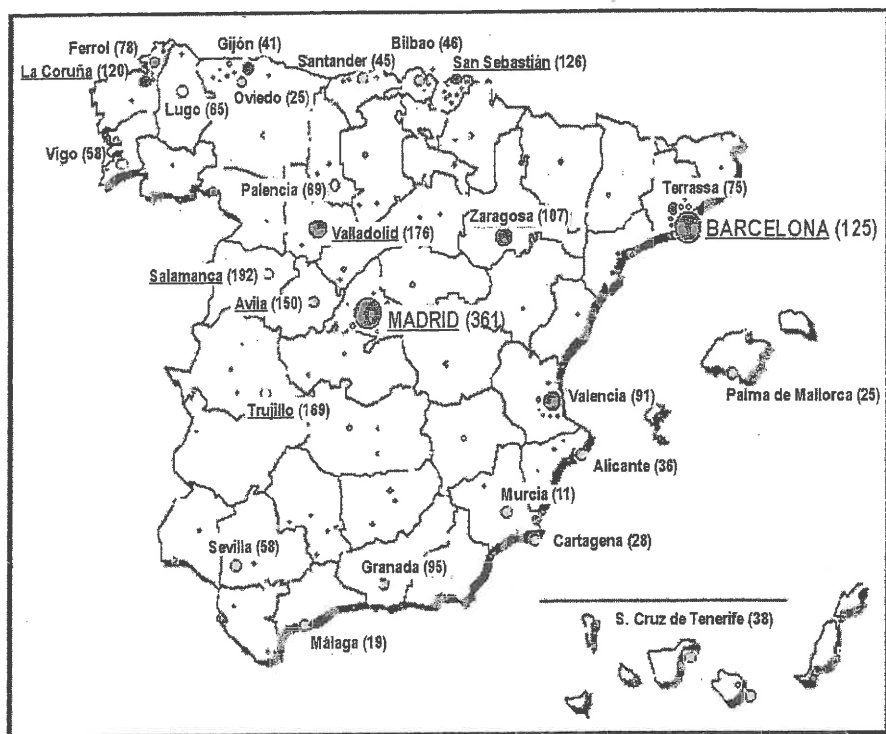 Ferrol (78)
Gijón (41)
Bilbao (46)
Santander (45)
San Sebastián (126)
La Coruña (120)
Lugo (65)
Oviedo (25)
Vigo (58)
Palencia (69)
Terrassa (75)
Zaragosa (107)
Valladolid (176)
BARCELONA (125)
Salamanca (192)
Avila (150)
MADRID (361)
Trujillo (169)
Valencia (91)
Palma de Mallorca (25)
Alicante (36)
Murcia (11)
Cartagena (28)
Sevilla (58)
Granada (95)
Málaga (19)
S. Cruz de Tenerife (38)